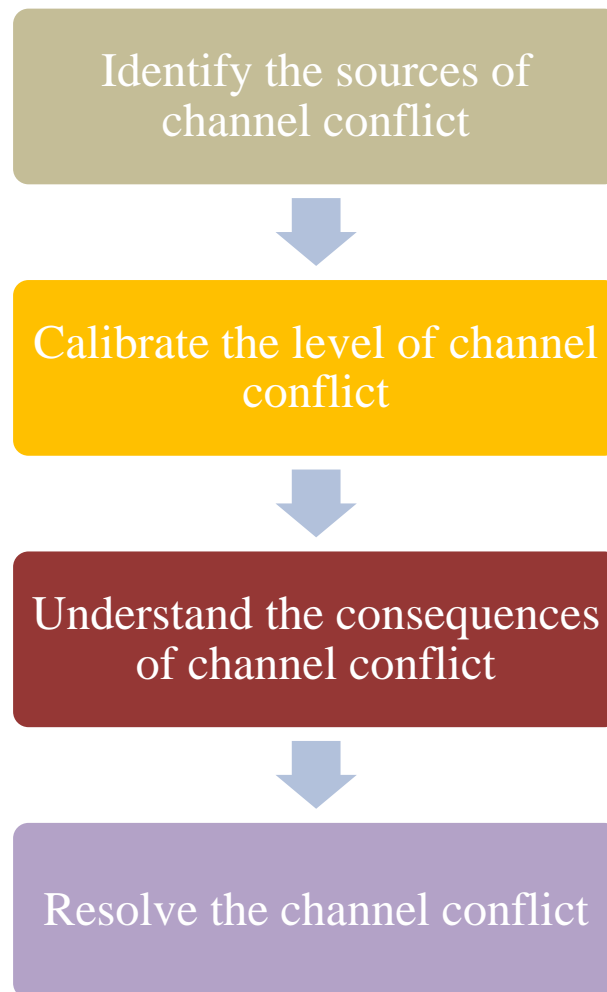 Identify the sources of
channel conflict
Calibrate the level of channel
conflict
Understand the consequences
of channel conflict
Resolve the channel conflict